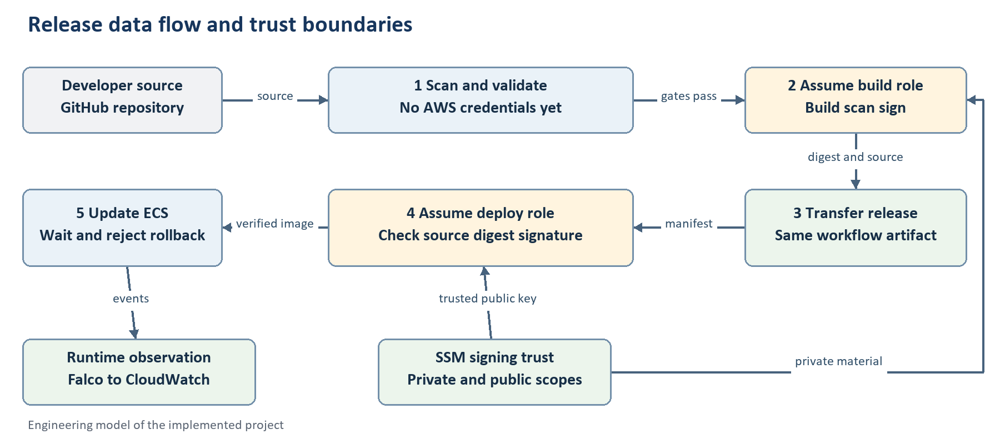 Release data flow and trust boundaries
Developer source
GitHub repository
source
1 Scan and validate
No AWS credentials yet
gates pass
2 Assume build role
Build scan sign
digest and source
3 Transfer release
Same workflow artifact
manifest
4 Assume deploy role
Check source digest signature
verified image
5 Update ECS
Wait and reject rollback
events
trusted public key
Runtime observation
Falco to CloudWatch
SSM signing trust
Private and public scopes
private material
Engineering model of the implemented project